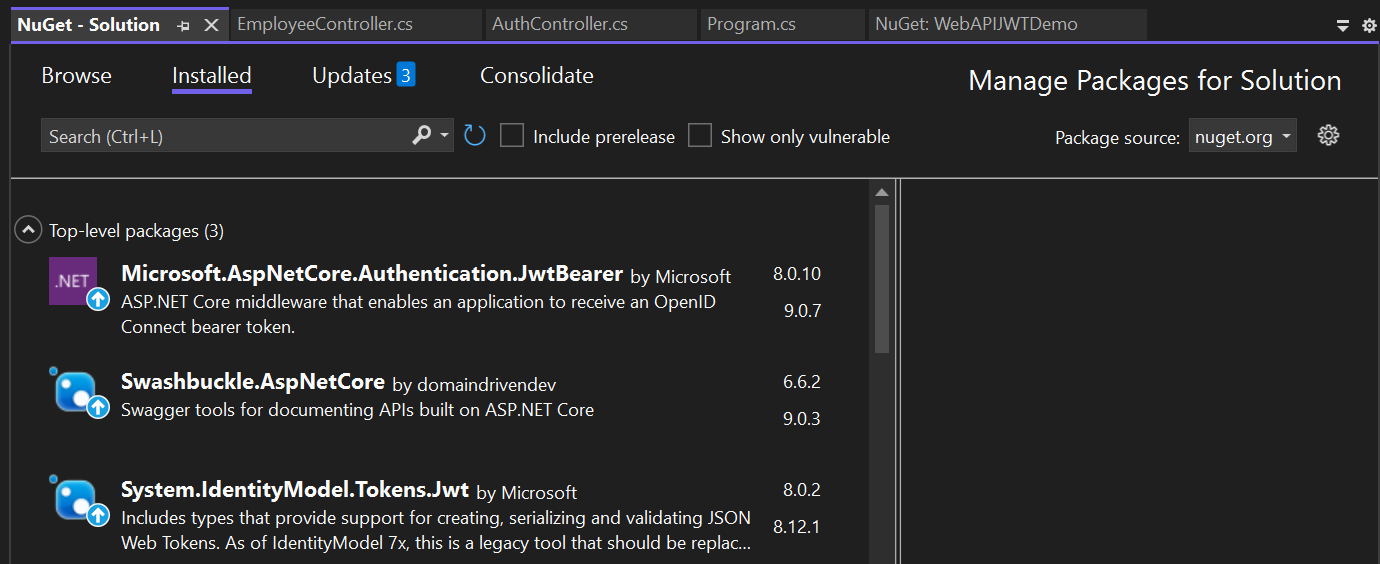 NuGet - Solution EmployeeController.cs AuthController.cs Program.cs NuGet: WebAPIJWTDemo
Browse Installed Updates 3 Consolidate Manage Packages for Solution
Search (Ctrl+L) Include prerelease Show only vulnerable Package source: nuget.org
Top-level packages (3)
.NET Microsoft.AspNetCore.Authentication.JwtBearer by Microsoft 8.0.10
ASP.NET Core middleware that enables an application to receive an OpenID 9.0.7
Connect bearer token.
Swashbuckle.AspNetCore by domaindrivendev 6.6.2
Swagger tools for documenting APIs built on ASP.NET Core 9.0.3
System.IdentityModel.Tokens.Jwt by Microsoft 8.0.2
Includes types that provide support for creating, serializing and validating JSON 8.12.1
Web Tokens. As of IdentityModel 7x, this is a legacy tool that should be replac...